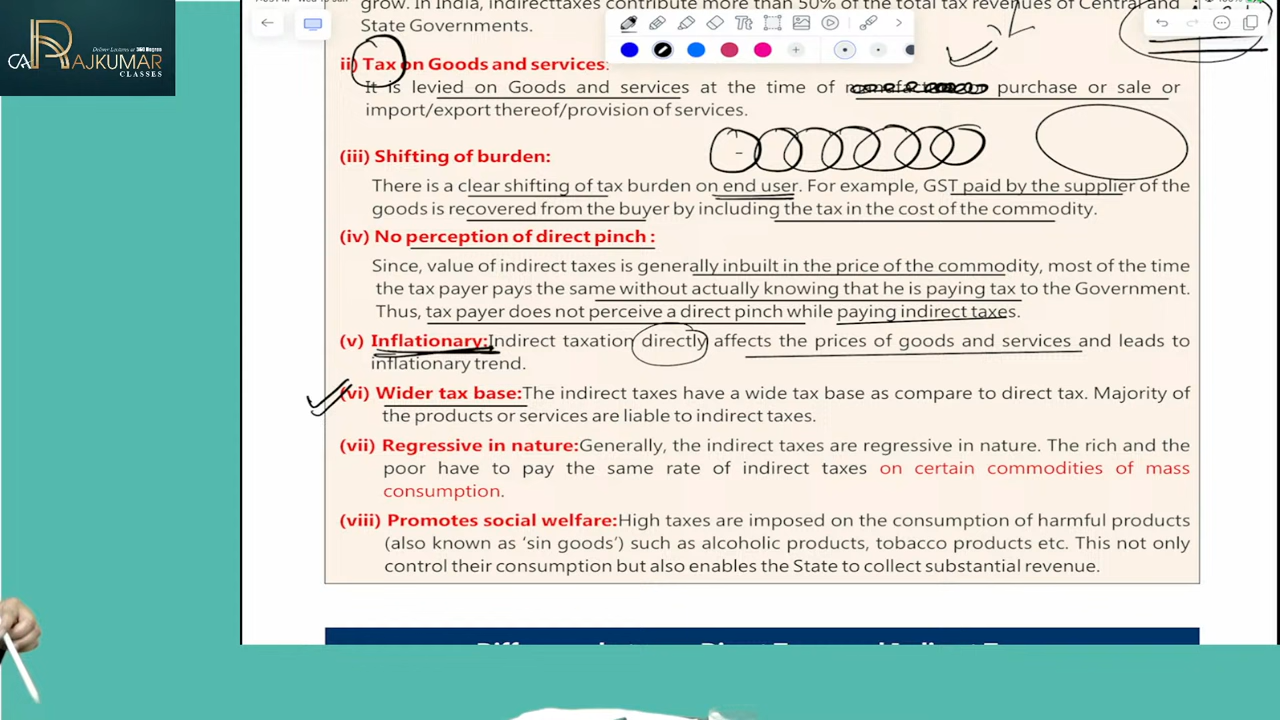 CA RAJKUMAR
Deliver Lectures at 360 Degree
CLASSES
grow. In India, indirecttaxes contribute more than 50% of the total tax revenues of Central and
State Governments.
ii) Tax on Goods and services:
It is levied on Goods and services at the time of purchase or sale or
import/export thereof/provision of services.
(iii) Shifting of burden:
There is a clear shifting of tax burden on end user. For example, GST paid by the supplier of the
goods is recovered from the buyer by including the tax in the cost of the commodity.
(iv) No perception of direct pinch :
Since, value of indirect taxes is generally inbuilt in the price of the commodity, most of the time
the tax payer pays the same without actually knowing that he is paying tax to the Government.
Thus, tax payer does not perceive a direct pinch while paying indirect taxes.
(v) Inflationary:Indirect taxation directly affects the prices of goods and services and leads to
inflationary trend.
(vi) Wider tax base:The indirect taxes have a wide tax base as compare to direct tax. Majority of
the products or services are liable to indirect taxes.
(vii) Regressive in nature:Generally, the indirect taxes are regressive in nature. The rich and the
poor have to pay the same rate of indirect taxes on certain commodities of mass
consumption.
(viii) Promotes social welfare:High taxes are imposed on the consumption of harmful products
(also known as ‘sin goods’) such as alcoholic products, tobacco products etc. This not only
control their consumption but also enables the State to collect substantial revenue.